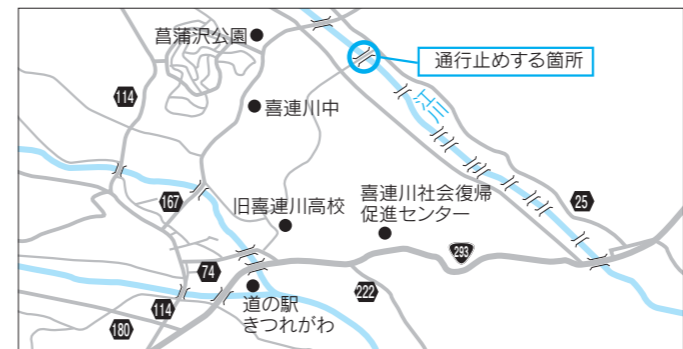 菖蒲沢公園
通行止めする箇所
114
喜連川中
江川
167
旧喜連川高校
喜連川社会復帰
促進センター
25
293
74
222
道の駅
きつれがわ
114
180